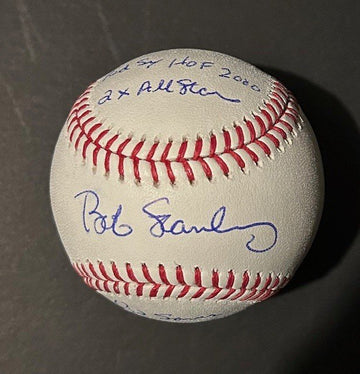 HOF 2000
2x All Star
Bob Stanley